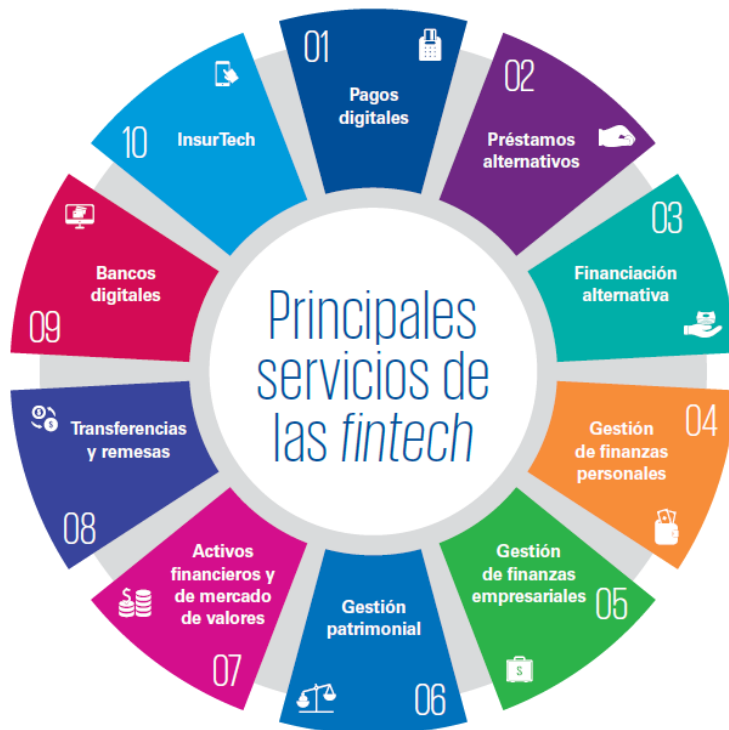 Principales
servicios de
las fintech
01
Pagos
digitales
02
Préstamos
alternativos
03
Financiación
alternativa
04
Gestión
de finanzas
personales
05
Gestión
de finanzas
empresariales
$
06
Gestión
patrimonial
07
Activos
financieros y
de mercado
de valores
08
Transferencias
y remesas
$
$
09
Bancos
digitales
10
InsurTech